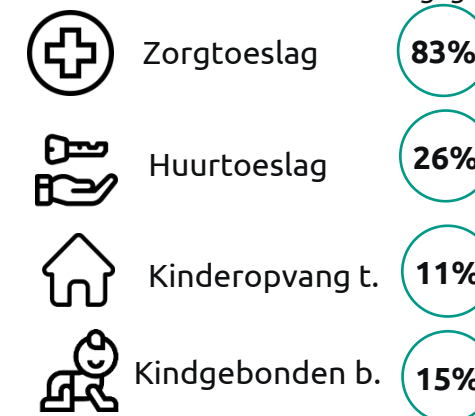 Zorgtoeslag 83%
Huurtoeslag 26%
Kinderopvang t. 11%
Kindgebonden b. 15%